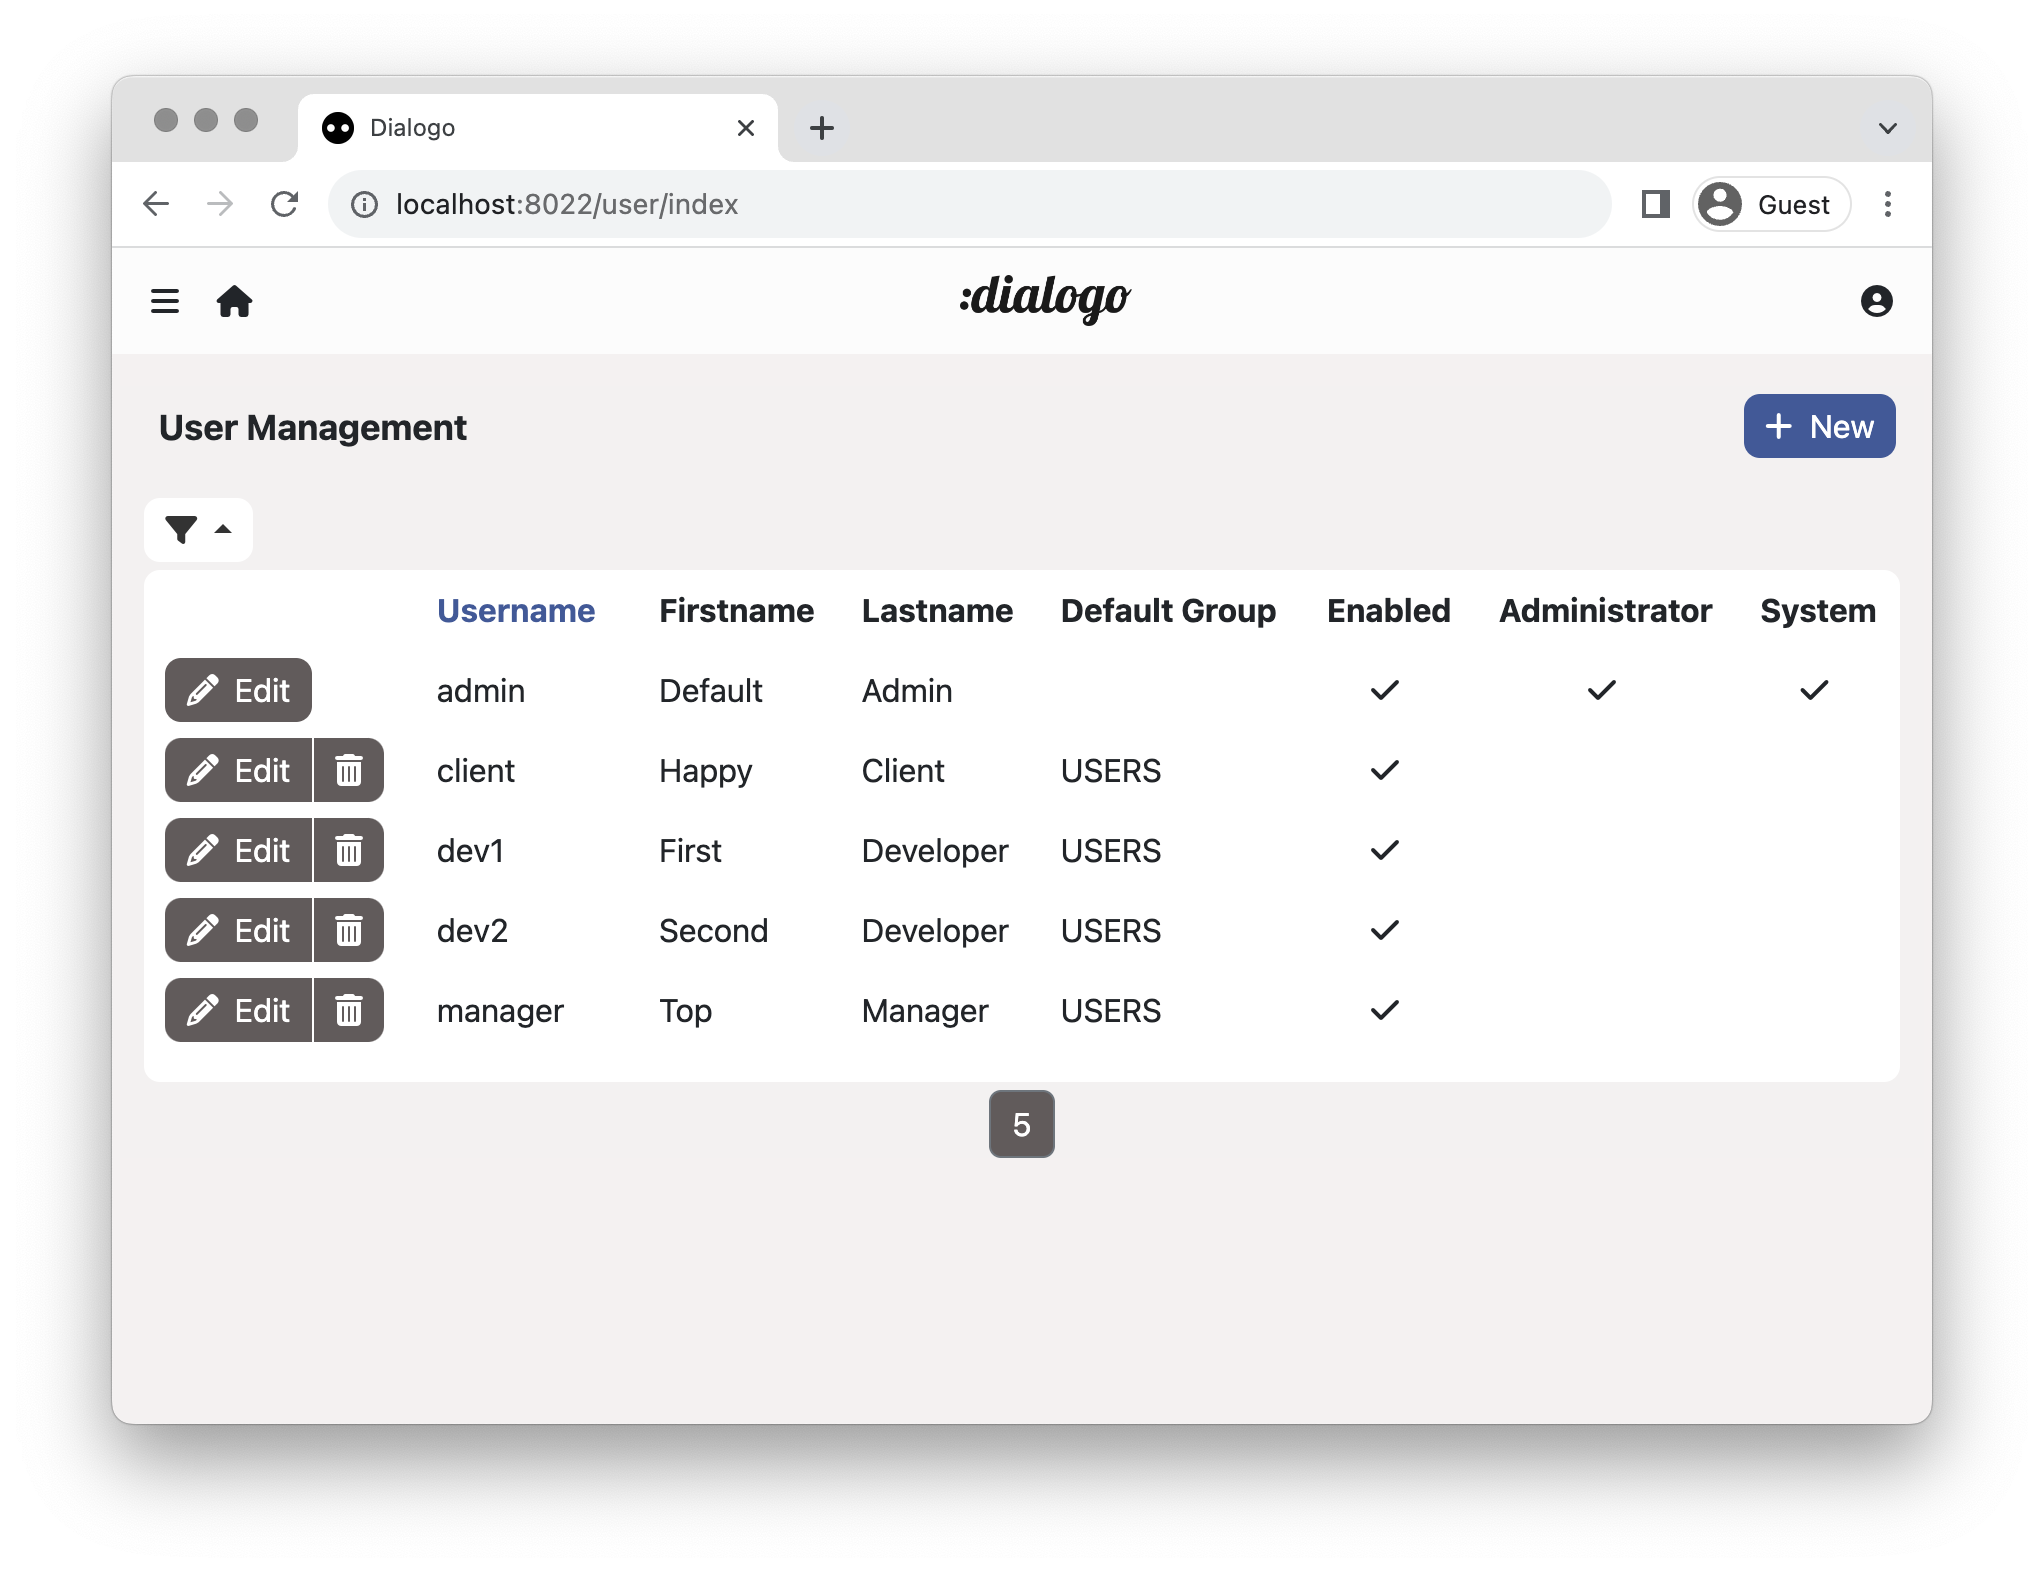 Dialogo
localhost:8022/user/index
Guest
:dialogo
User Management
New
Username Firstname Lastname Default Group Enabled Administrator System
Edit admin Default Admin
Edit client Happy Client USERS
Edit dev1 First Developer USERS
Edit dev2 Second Developer USERS
Edit manager Top Manager USERS
5